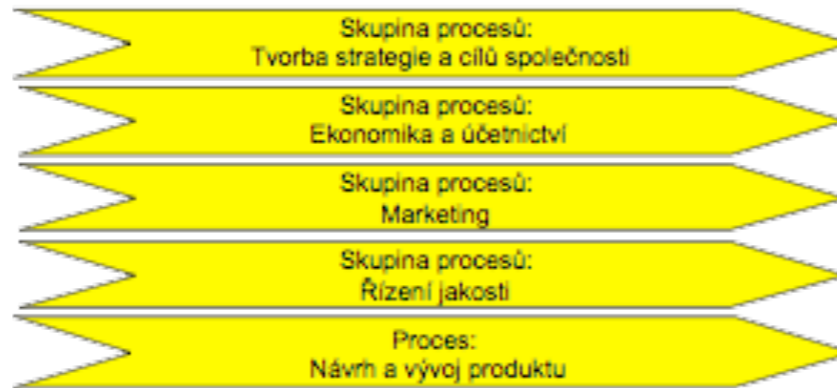 Skupina procesů:
Tvorba strategie a cílů společnosti
Skupina procesů:
Ekonomika a účetnictví
Skupina procesů:
Marketing
Skupina procesů:
Řízení jakosti
Proces:
Návrh a vývoj produktu